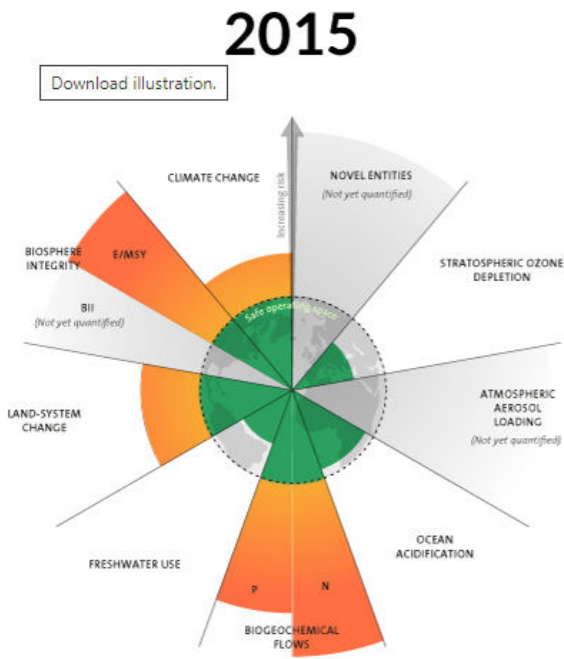 2015
Download illustration.
CLIMATE CHANGE
Increasing risk
NOVEL ENTITIES
(Not yet quantified)
STRATOSPHERIC OZONE
DEPLETION
BIOSPHERE
INTEGRITY
E/MSY
BII
(Not yet quantified)
Safe operating space
LAND-SYSTEM
CHANGE
ATMOSPHERIC
AEROSOL
LOADING
(Not yet quantified)
FRESHWATER USE
OCEAN
ACIDIFICATION
P
N
BIOGEOCHEMICAL
FLOWS